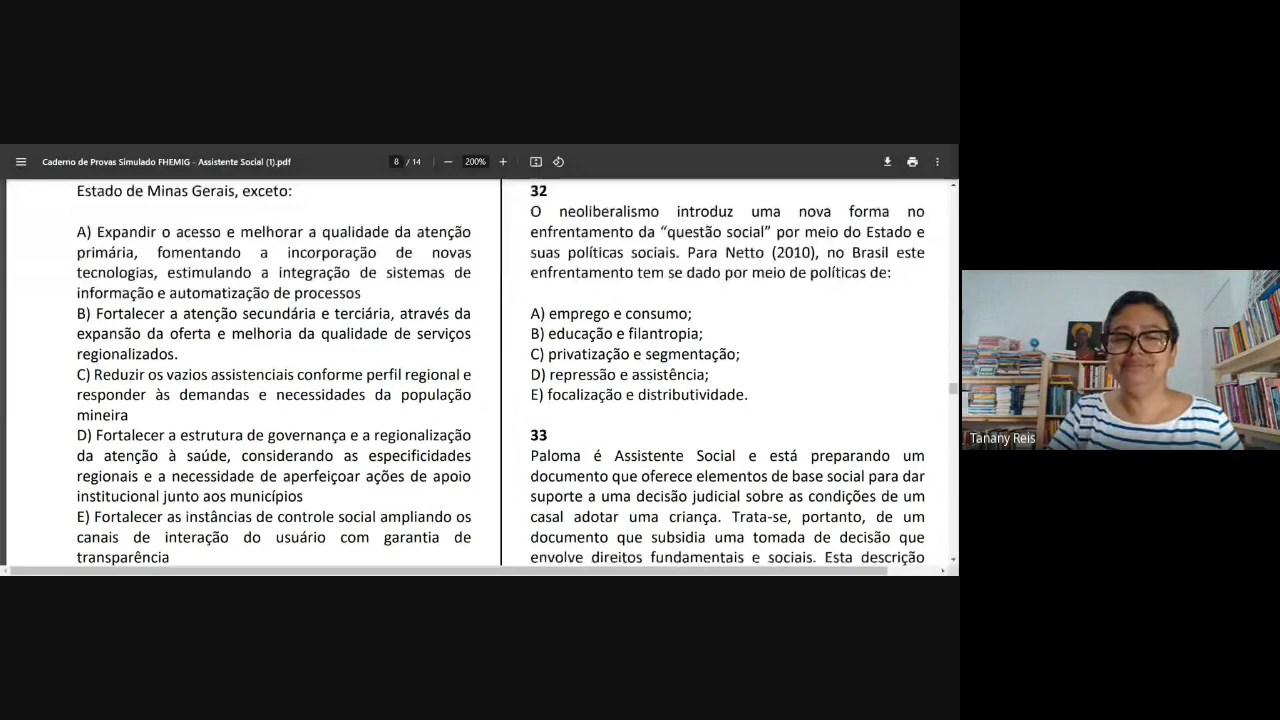 Caderno de Provas Simulado FHEMIG - Assistente Social (1).pdf
8 / 14
200%
Estado de Minas Gerais, exceto:
A) Expandir o acesso e melhorar a qualidade da atenção
primária, fomentando a incorporação de novas
tecnologias, estimulando a integração de sistemas de
informação e automatização de processos
B) Fortalecer a atenção secundária e terciária, através da
expansão da oferta e melhoria da qualidade de serviços
regionalizados.
C) Reduzir os vazios assistenciais conforme perfil regional e
responder às demandas e necessidades da população
mineira
D) Fortalecer a estrutura de governança e a regionalização
da atenção à saúde, considerando as especificidades
regionais e a necessidade de aperfeiçoar ações de apoio
institucional junto aos municípios
E) Fortalecer as instâncias de controle social ampliando os
canais de interação do usuário com garantia de
transparência
32
O neoliberalismo introduz uma nova forma no
enfrentamento da “questão social” por meio do Estado e
suas políticas sociais. Para Netto (2010), no Brasil este
enfrentamento tem se dado por meio de políticas de:
A) emprego e consumo;
B) educação e filantropia;
C) privatização e segmentação;
D) repressão e assistência;
E) focalização e distributividade.
33
Paloma é Assistente Social e está preparando um
documento que oferece elementos de base social para dar
suporte a uma decisão judicial sobre as condições de um
casal adotar uma criança. Trata-se, portanto, de um
documento que subsidia uma tomada de decisão que
envolve direitos fundamentais e sociais. Esta descrição
Tanany Reis